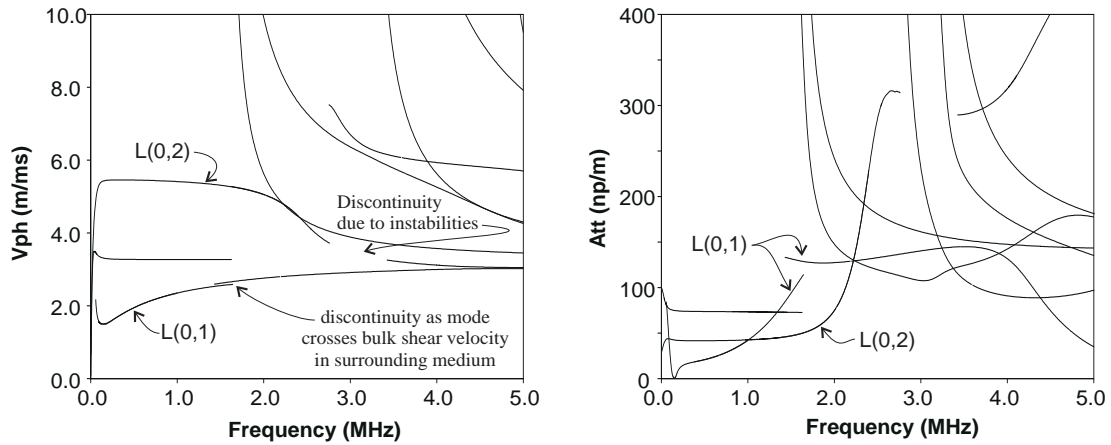 10.0
8.0
6.0
4.0
2.0
0.0
Vph (m/ms)
L(0,2)
Discontinuity
due to instabilities
L(0,1)
discontinuity as mode
crosses bulk shear velocity
in surrounding medium
0.0 1.0 2.0 3.0 4.0 5.0
Frequency (MHz)
400
300
200
100
0
Att (np/m)
L(0,1)
L(0,2)
0.0 1.0 2.0 3.0 4.0 5.0
Frequency (MHz)